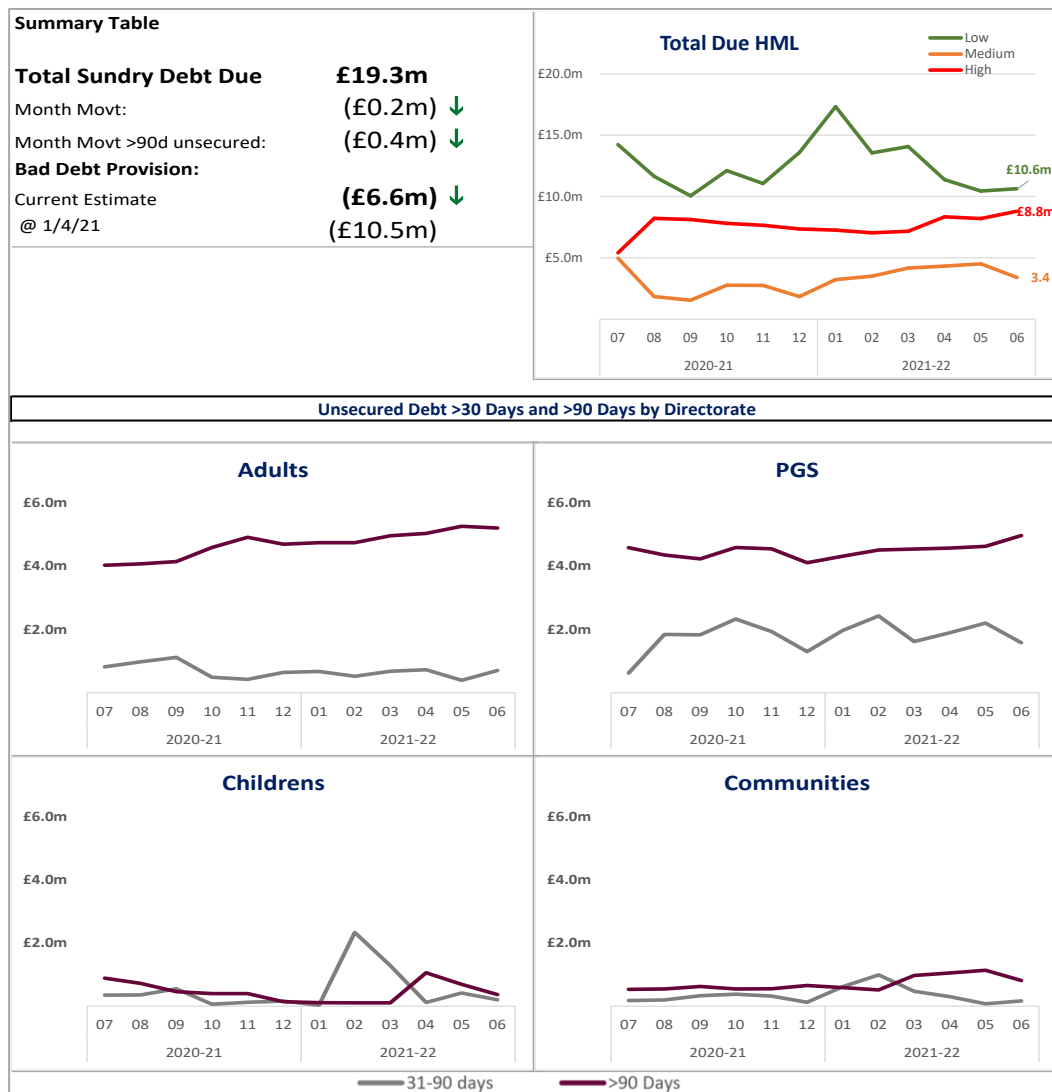 Summary Table
Total Sundry Debt Due £19.3m
Month Movt: (£0.2m) ↓
Month Movt >90d unsecured: (£0.4m) ↓
Bad Debt Provision:
Current Estimate (£6.6m) ↓
@ 1/4/21 (£10.5m)
Total Due HML
Low
Medium
High
£20.0m
£15.0m
£10.0m
£5.0m
£10.6m
£8.8m
3.4
07 08 09 10 11 12 01 02 03 04 05 06
2020-21 2021-22
Unsecured Debt >30 Days and >90 Days by Directorate
Adults
£6.0m
£4.0m
£2.0m
07 08 09 10 11 12 01 02 03 04 05 06
2020-21 2021-22
PGS
£6.0m
£4.0m
£2.0m
07 08 09 10 11 12 01 02 03 04 05 06
2020-21 2021-22
Childrens
£6.0m
£4.0m
£2.0m
07 08 09 10 11 12 01 02 03 04 05 06
2020-21 2021-22
Communities
£6.0m
£4.0m
£2.0m
07 08 09 10 11 12 01 02 03 04 05 06
2020-21 2021-22
31-90 days >90 Days